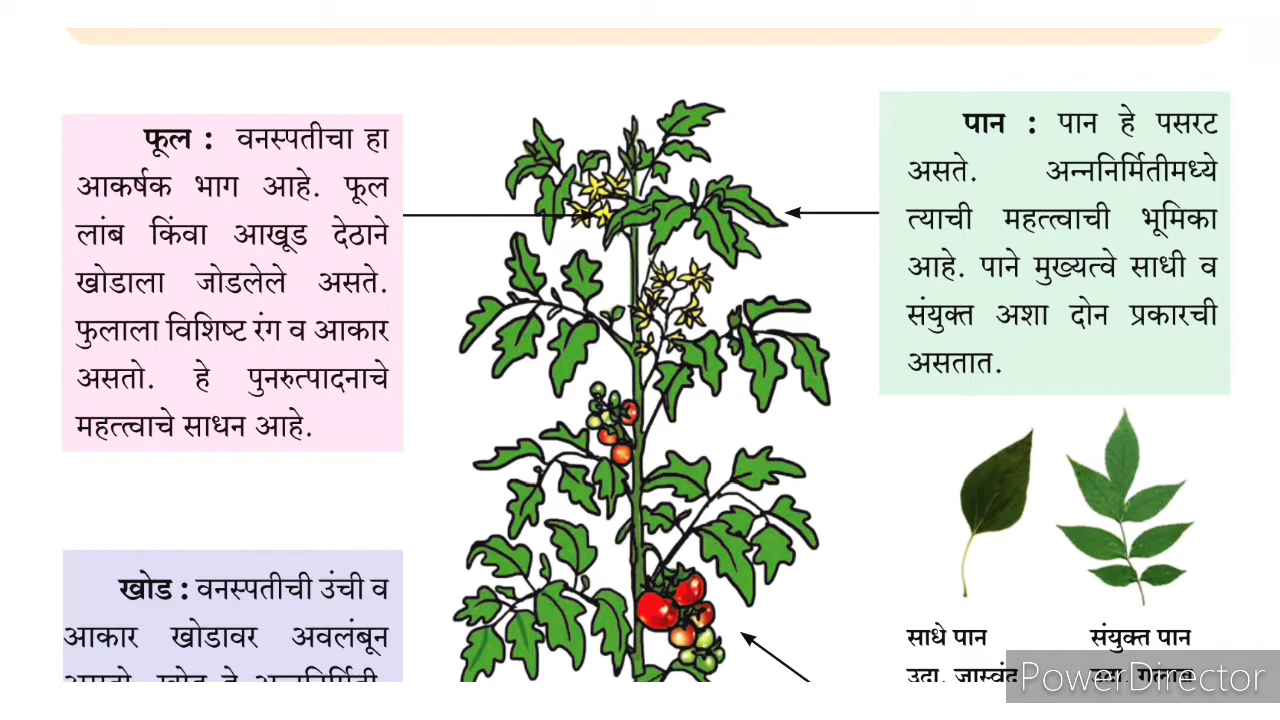 फूल : वनस्पतीचा हा
आकर्षक भाग आहे. फूल
लांब किंवा आखूड देठाने
खोडाला जोडलेले असते.
फुलाला विशिष्ट रंग व आकार
असतो. हे पुनरुत्पादनाचे
महत्त्वाचे साधन आहे.
खोड : वनस्पतीची उंची व
आकार खोडावर अवलंबून
पान : पान हे पसरट
असते. अन्ननिर्मितीमध्ये
त्याची महत्त्वाची भूमिका
आहे. पाने मुख्यत्वे साधी व
संयुक्त अशा दोन प्रकारची
असतात.
साधे पान
उदा. जास्वंद
संयुक्त पान
PowerDirector